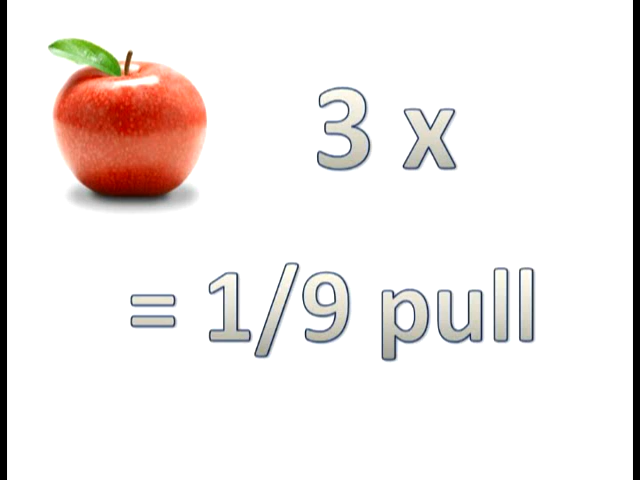 3 x
= 1/9 pull